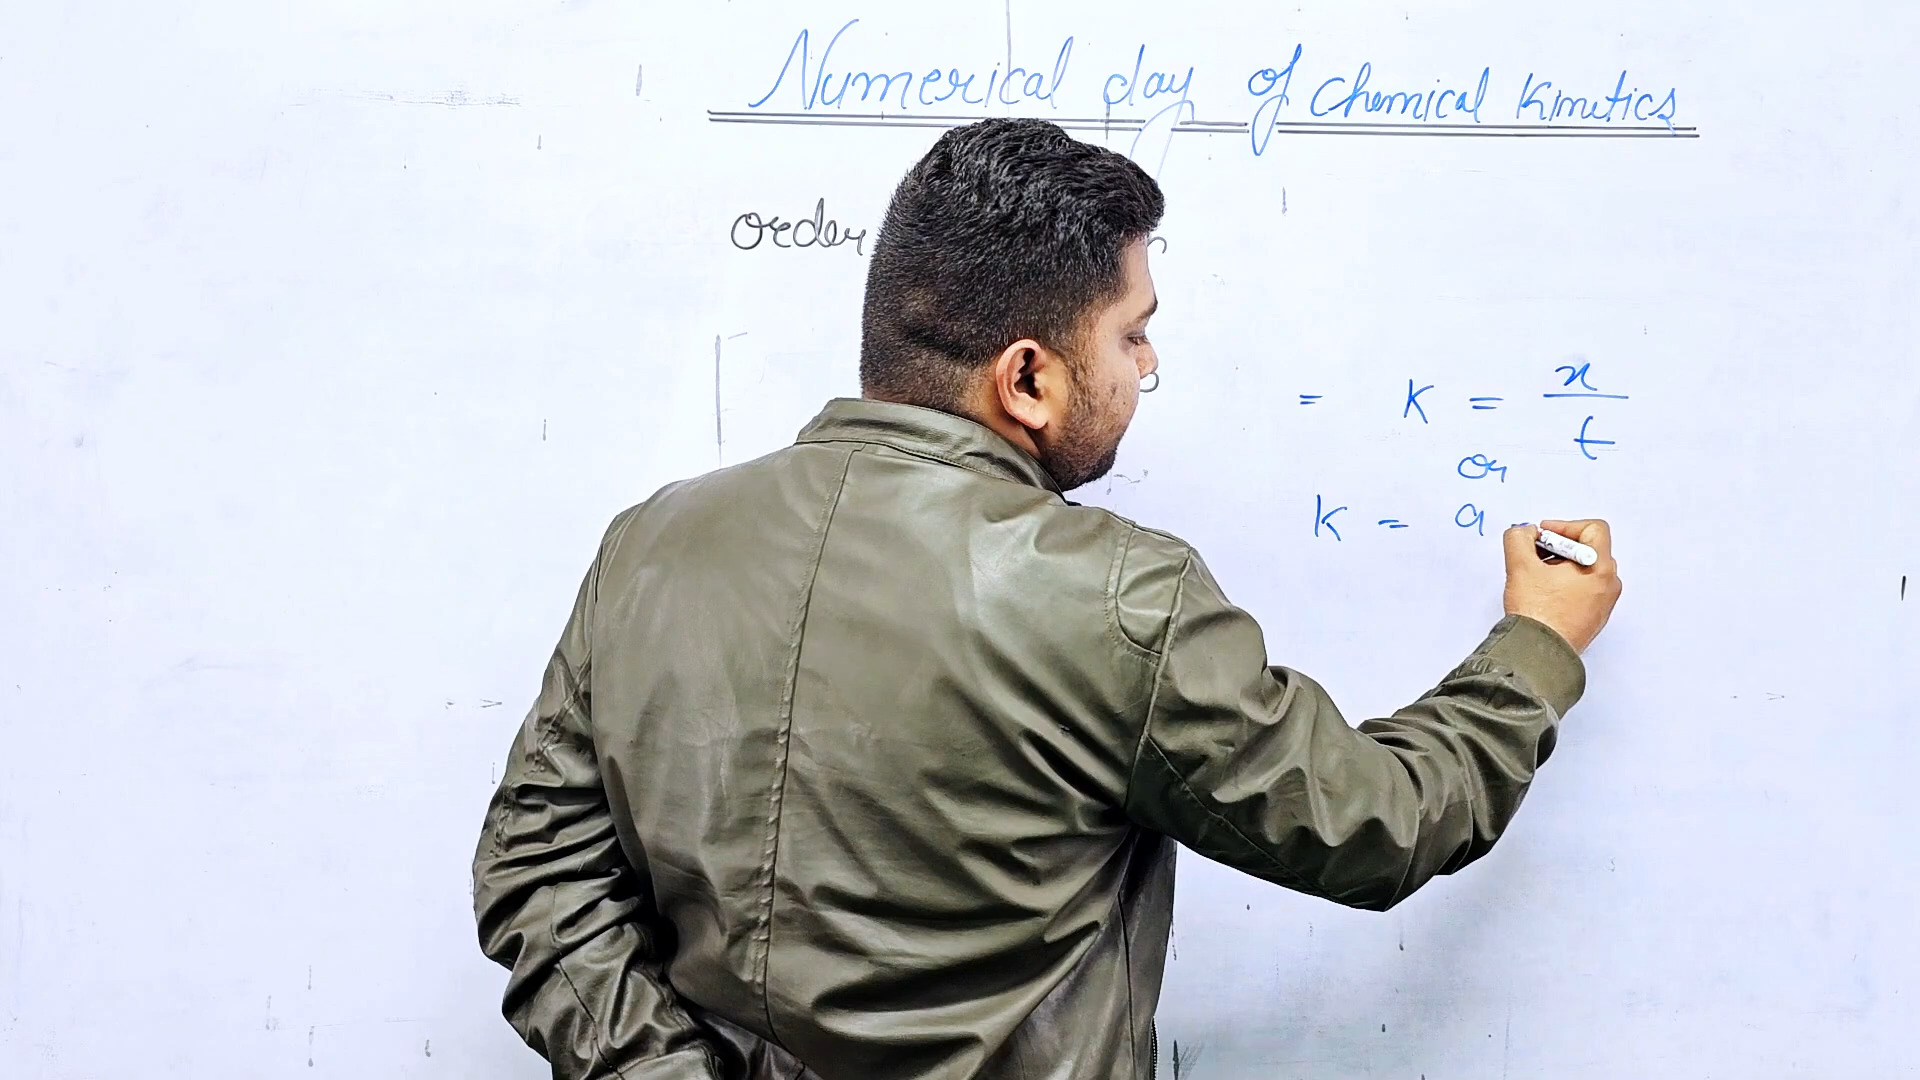 Numerical day of Chemical Kinetics
order
= K = x/t
or
K = a -